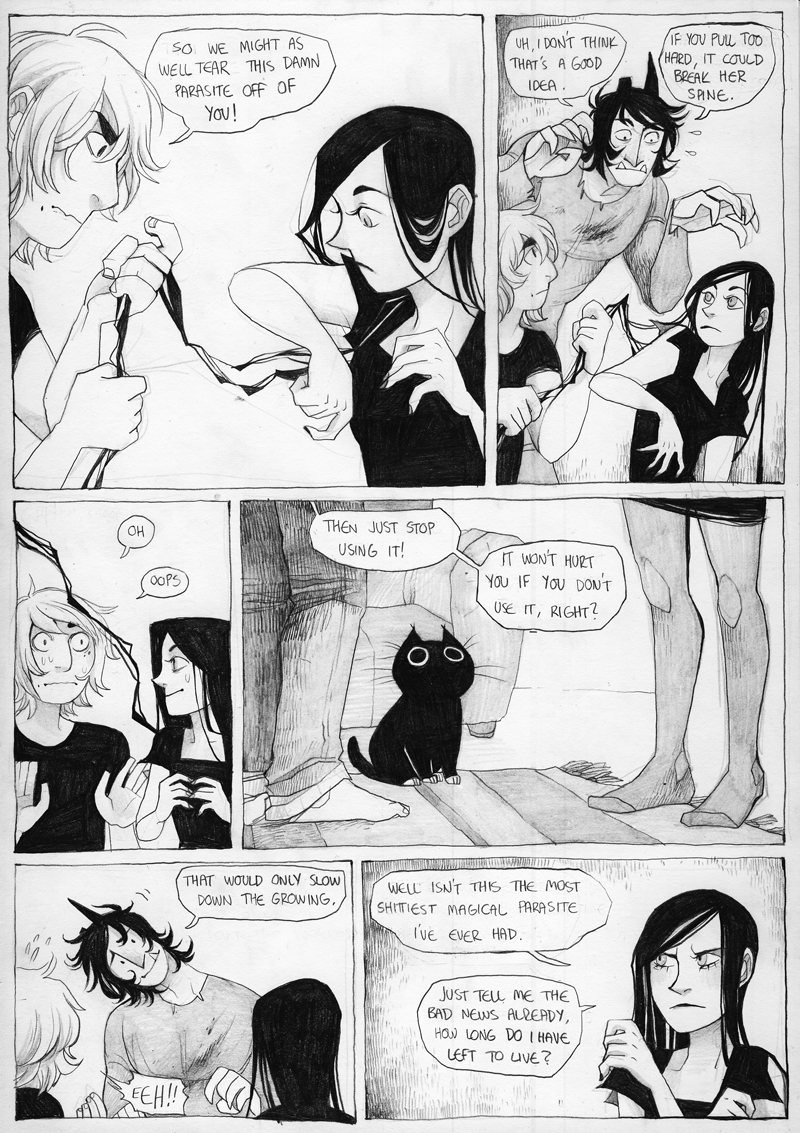 SO WE MIGHT AS
WELL TEAR THIS DAMN
PARASITE OFF OF
YOU!
UH, I DON'T THINK
THAT'S A GOOD
IDEA.
IF YOU PULL TOO
HARD, IT COULD
BREAK HER
SPINE.
OH
OOPS
THEN JUST STOP
USING IT!
IT WON'T HURT
YOU IF YOU DON'T
USE IT, RIGHT?
THAT WOULD ONLY SLOW
DOWN THE GROWING.
EEH!!
WELL ISN'T THIS THE MOST
SHITTIEST MAGICAL PARASITE
I'VE EVER HAD.
JUST TELL ME THE
BAD NEWS ALREADY,
HOW LONG DO I HAVE
LEFT TO LIVE?